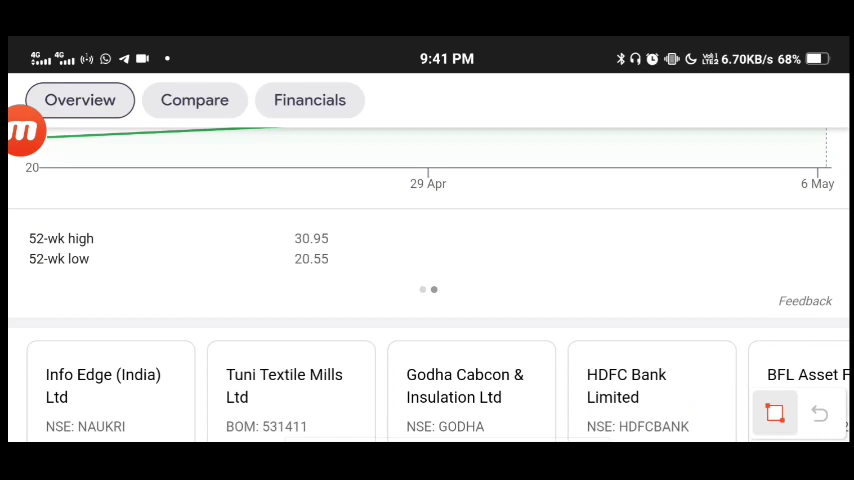 9:41 PM
6.70KB/s 68%
Overview Compare Financials
20
29 Apr 6 May
52-wk high 30.95
52-wk low 20.55
Feedback
Info Edge (India) Ltd
NSE: NAUKRI
Tuni Textile Mills Ltd
BOM: 531411
Godha Cabcon & Insulation Ltd
NSE: GODHA
HDFC Bank Limited
NSE: HDFCBANK
BFL Asset F